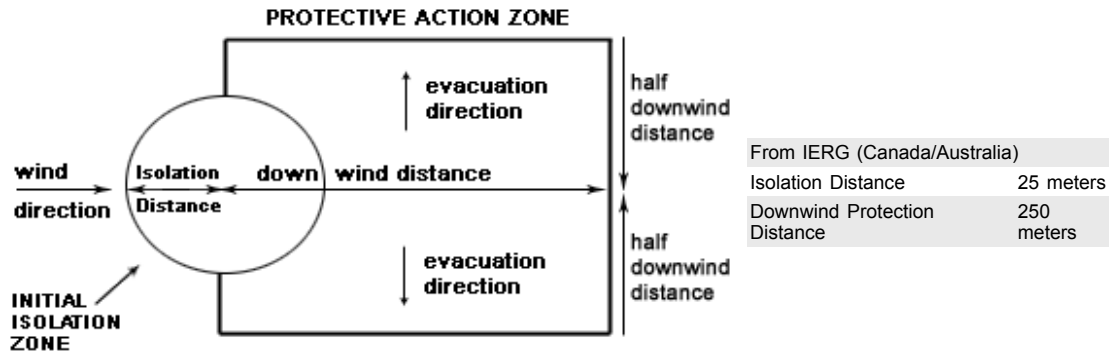 PROTECTIVE ACTION ZONE
evacuation
direction
half
downwind
distance
wind
direction
Isolation
Distance
down wind distance
evacuation
direction
half
downwind
distance
INITIAL
ISOLATION
ZONE
From IERG (Canada/Australia)
Isolation Distance 25 meters
Downwind Protection 250
Distance meters